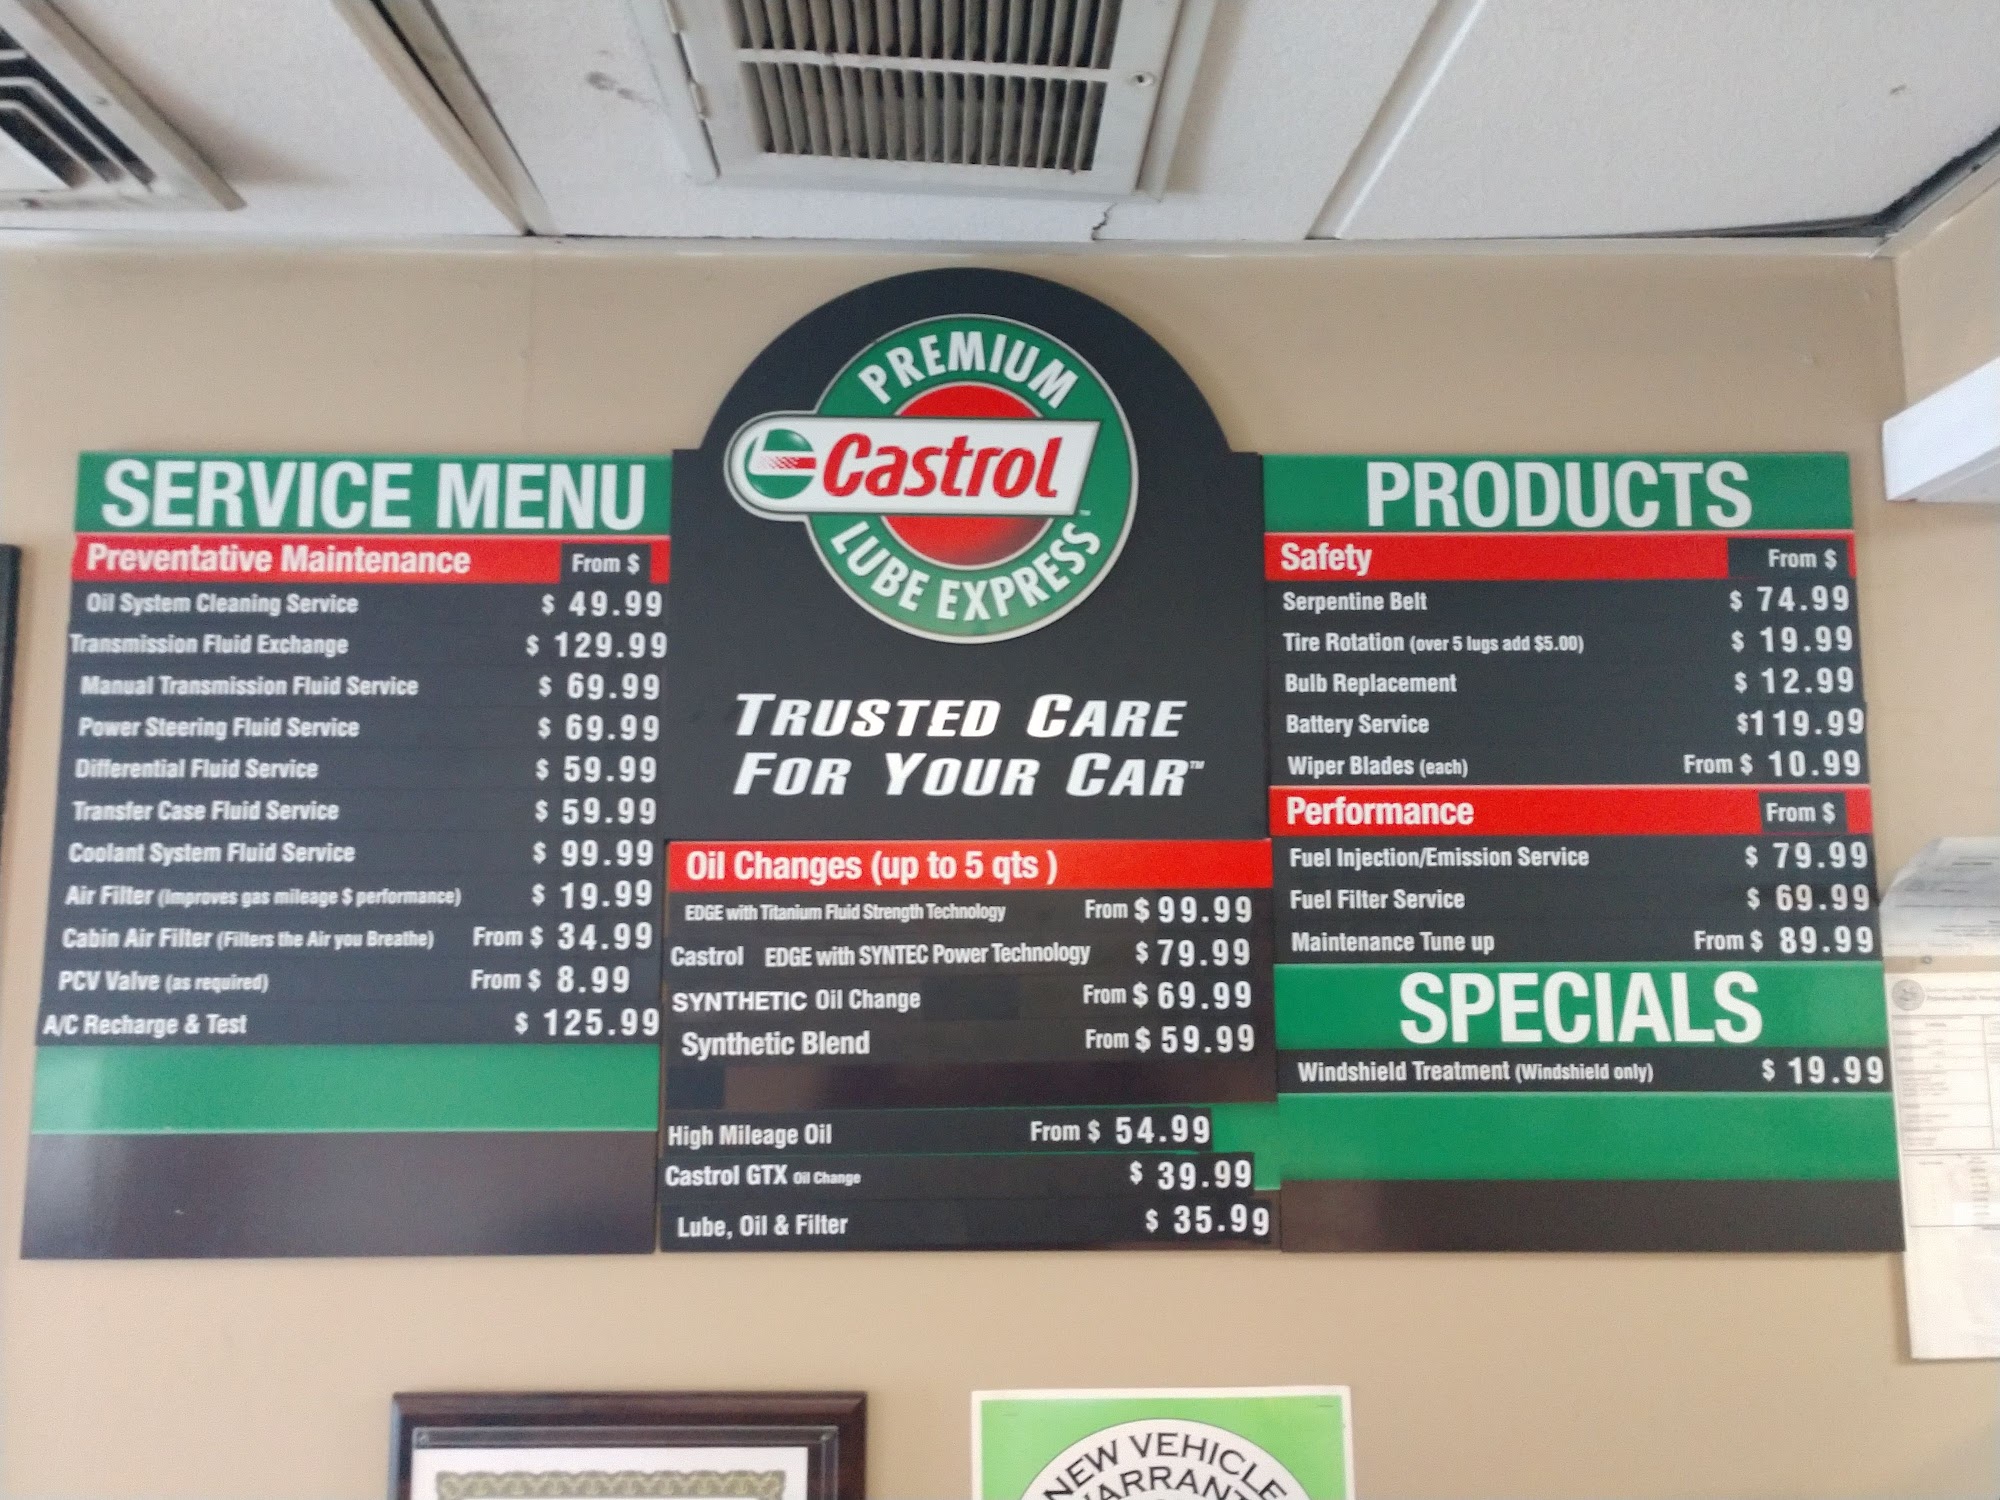 PREMIUM
Castrol
LUBE EXPRESS
TRUSTED CARE
FOR YOUR CAR™
SERVICE MENU
Preventative Maintenance From $
Oil System Cleaning Service $ 49.99
Transmission Fluid Exchange $ 129.99
Manual Transmission Fluid Service $ 69.99
Power Steering Fluid Service $ 69.99
Differential Fluid Service $ 59.99
Transfer Case Fluid Service $ 59.99
Coolant System Fluid Service $ 99.99
Air Filter (Improves gas mileage $ performance) $ 19.99
Cabin Air Filter (Filters the Air you Breathe) From $ 34.99
PCV Valve (as required) From $ 8.99
A/C Recharge & Test $ 125.99
Oil Changes (up to 5 qts )
EDGE with Titanium Fluid Strength Technology From $ 99.99
Castrol EDGE with SYNTEC Power Technology $ 79.99
SYNTHETIC Oil Change From $ 69.99
Synthetic Blend From $ 59.99
High Mileage Oil From $ 54.99
Castrol GTX Oil Change $ 39.99
Lube, Oil & Filter $ 35.99
PRODUCTS
Safety From $
Serpentine Belt $ 74.99
Tire Rotation (over 5 lugs add $5.00) $ 19.99
Bulb Replacement $ 12.99
Battery Service $119.99
Wiper Blades (each) From $ 10.99
Performance From $
Fuel Injection/Emission Service $ 79.99
Fuel Filter Service $ 69.99
Maintenance Tune up From $ 89.99
SPECIALS
Windshield Treatment (Windshield only) $ 19.99
NEW VEHICLE